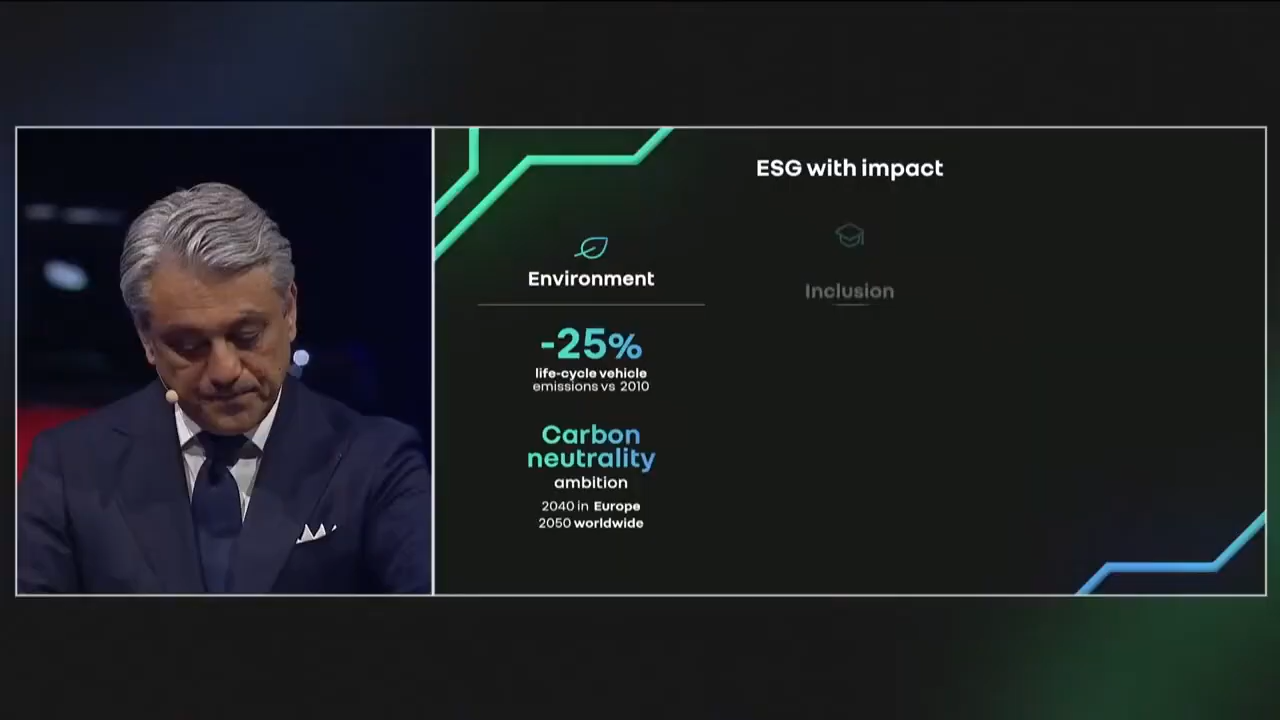 ESG with impact
Environment
-25%
life-cycle vehicle
emissions vs 2010
Carbon
neutrality
ambition
2040 in Europe
2050 worldwide
Inclusion